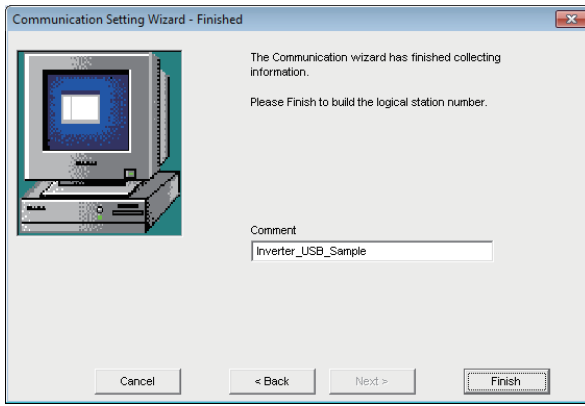 Communication Setting Wizard - Finished
The Communication wizard has finished collecting
information.
Please Finish to build the logical station number.
Comment
Inverter_USB_Sample
Cancel
< Back
Next >
Finish